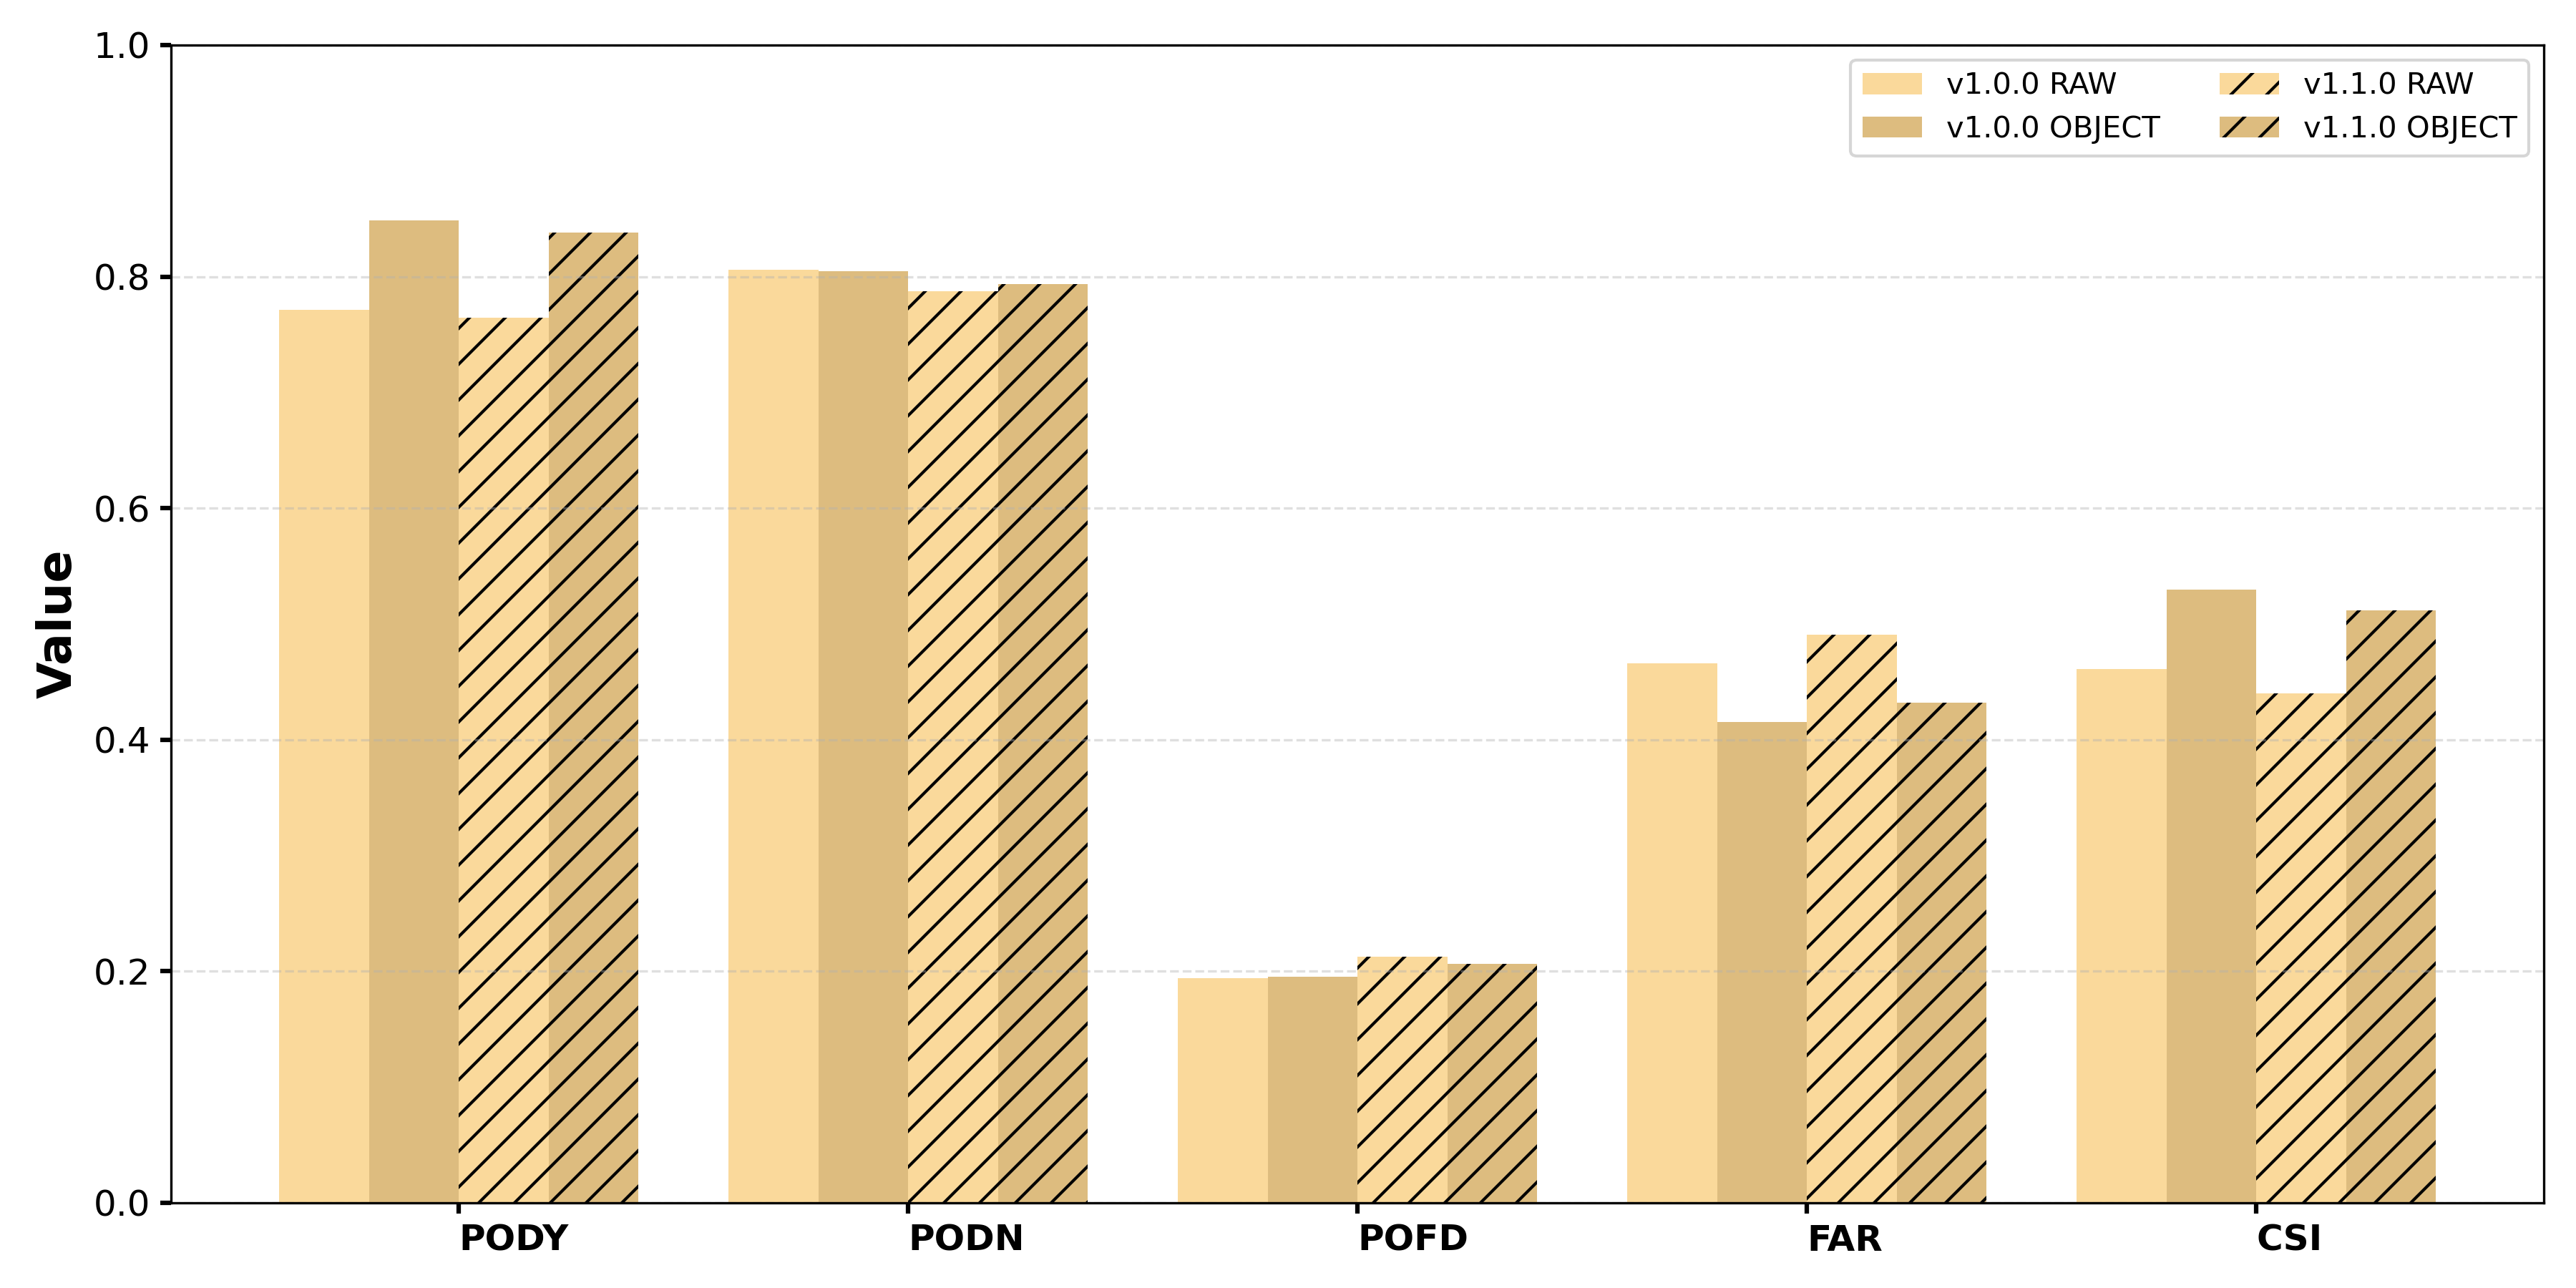 1.0
0.8
0.6
0.4
0.2
0.0
Value
v1.0.0 RAW
v1.0.0 OBJECT
v1.1.0 RAW
v1.1.0 OBJECT
PODY
PODN
POFD
FAR
CSI